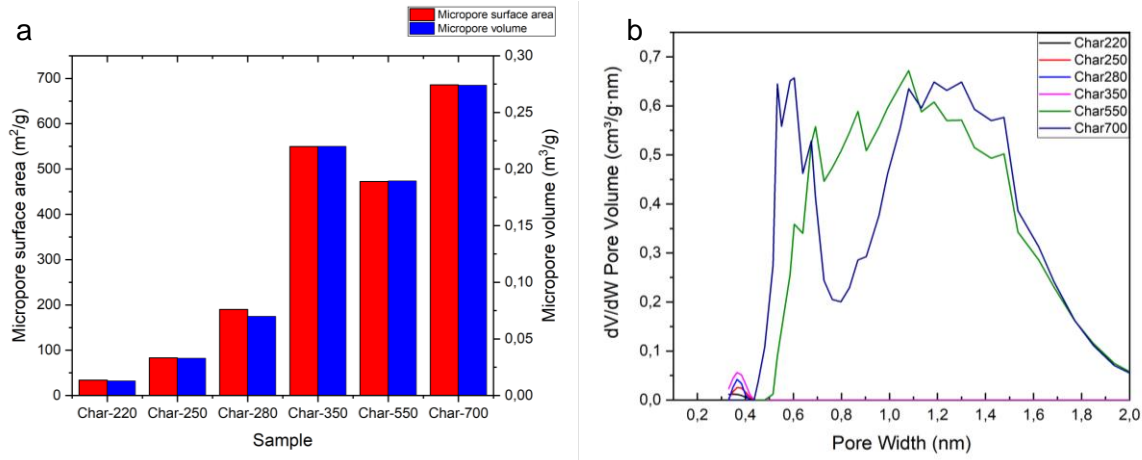 a
Micropore surface area
Micropore volume
Micropore surface area (m²/g)
700
600
500
400
300
200
100
0
0,30
0,25
0,20
0,15
0,10
0,05
0,00
Micropore volume (m³/g)
Char-220 Char-250 Char-280 Char-350 Char-550 Char-700
Sample
b
Char220
Char250
Char280
Char350
Char550
Char700
dV/dW Pore Volume (cm³/g·nm)
0,7
0,6
0,5
0,4
0,3
0,2
0,1
0,0
0,2 0,4 0,6 0,8 1,0 1,2 1,4 1,6 1,8 2,0
Pore Width (nm)